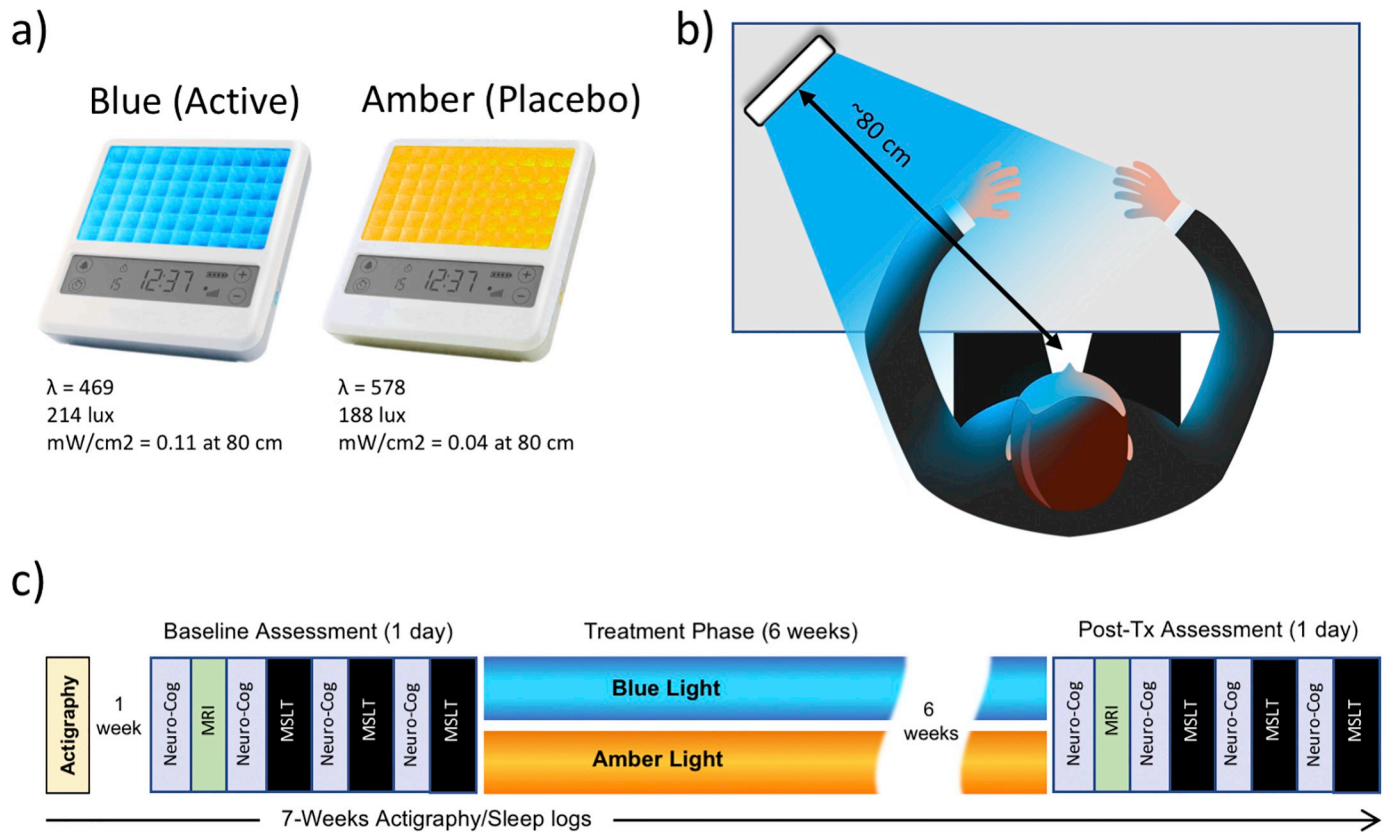 a)
Blue (Active)
Amber (Placebo)
15 12:37
15 12:37
λ = 469
214 lux
mW/cm2 = 0.11 at 80 cm
λ = 578
188 lux
mW/cm2 = 0.04 at 80 cm
b)
~80 cm
c)
Baseline Assessment (1 day)
Treatment Phase (6 weeks)
Post-Tx Assessment (1 day)
Actigraphy
1
week
Neuro-Cog
MRI
Neuro-Cog
MSLT
Neuro-Cog
MSLT
Neuro-Cog
MSLT
Blue Light
Amber Light
6
weeks
Neuro-Cog
MRI
Neuro-Cog
MSLT
Neuro-Cog
MSLT
Neuro-Cog
MSLT
7-Weeks Actigraphy/Sleep logs